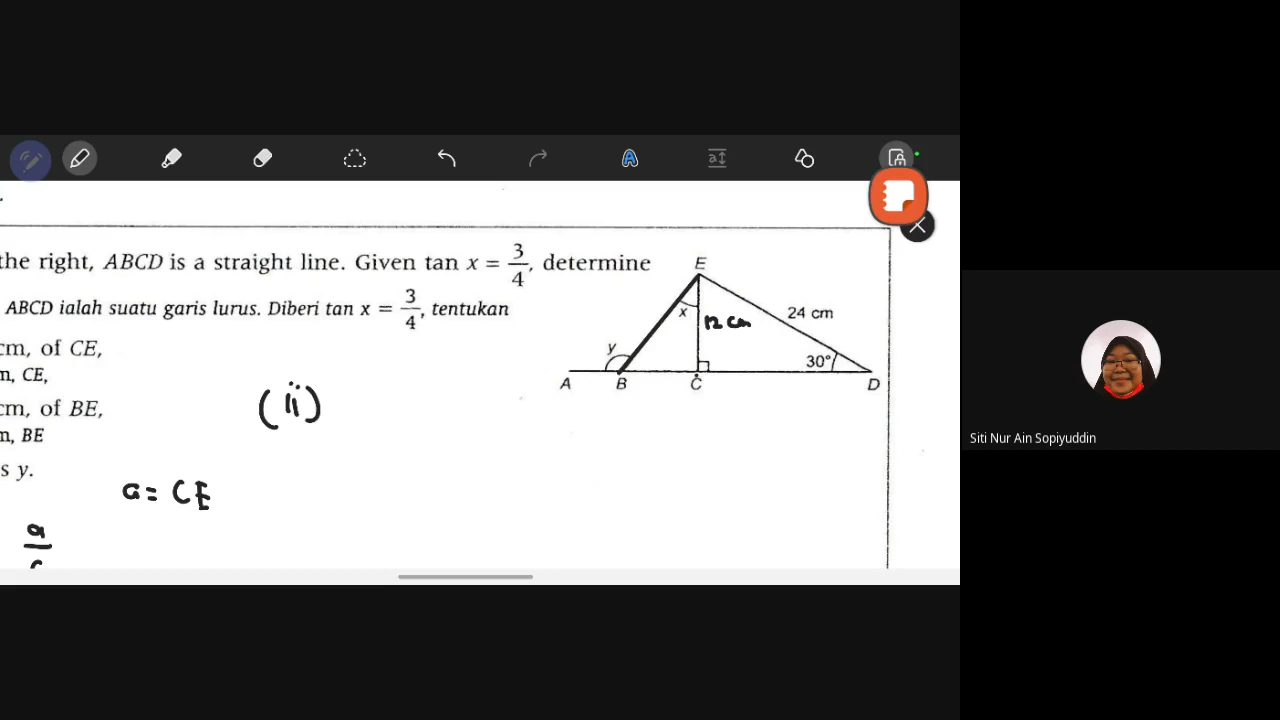 the right, ABCD is a straight line. Given tan x = 3/4, determine
ABCD ialah suatu garis lurus. Diberi tan x = 3/4, tentukan
cm, of CE,
m, CE,
cm, of BE,
m, BE
s y.
(ii)
a = CE
a
E
x
12 cm
24 cm
y
30°
A
B
C
D
Siti Nur Ain Sopiyuddin